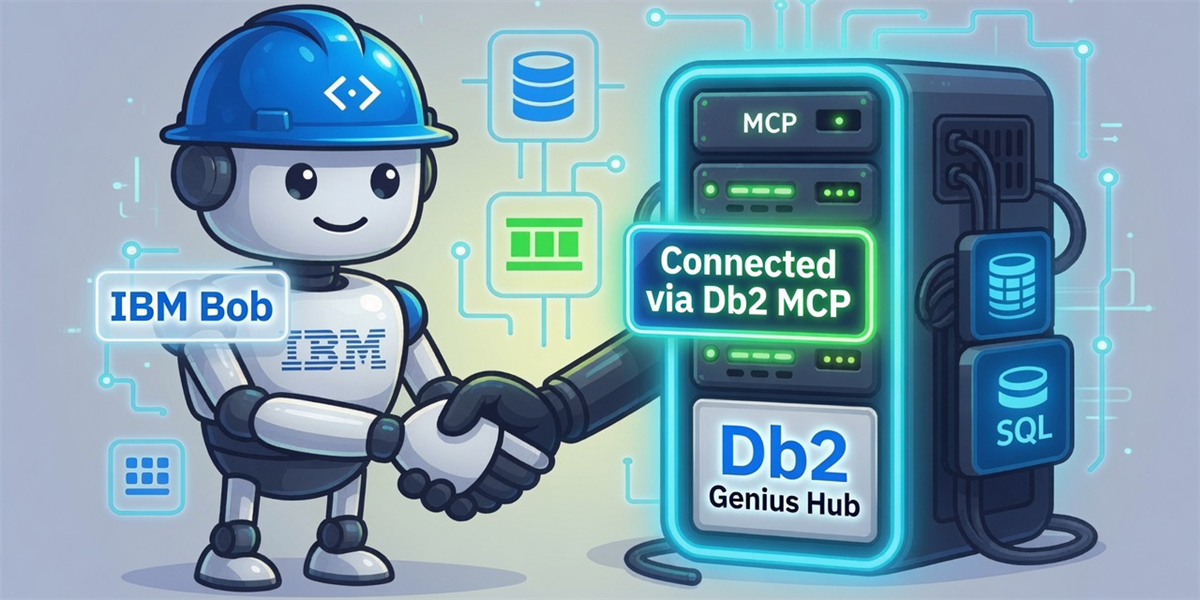 IBM Bob
IBM
MCP
Connected
via Db2 MCP
Db2
Genius Hub
SQL